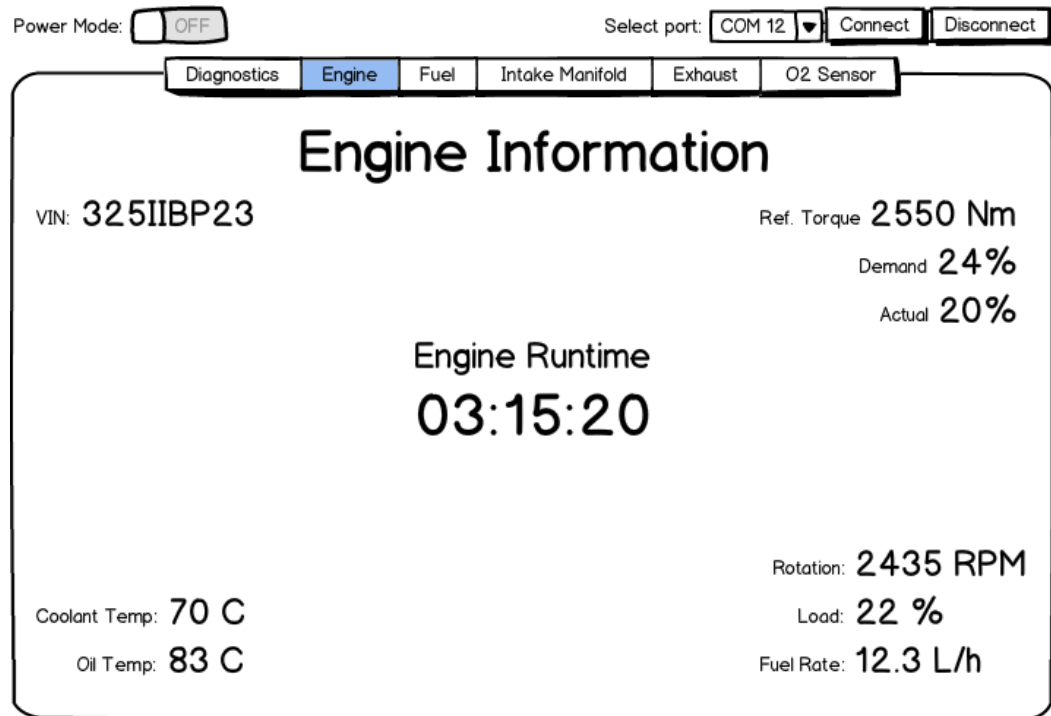 Power Mode: OFF Select port: COM 12 Connect Disconnect
Diagnostics Engine Fuel Intake Manifold Exhaust O2 Sensor
Engine Information
VIN: 325IIBP23 Ref. Torque 2550 Nm
Demand 24%
Actual 20%
Engine Runtime
03:15:20
Rotation: 2435 RPM
Coolant Temp: 70 C Load: 22 %
Oil Temp: 83 C Fuel Rate: 12.3 L/h